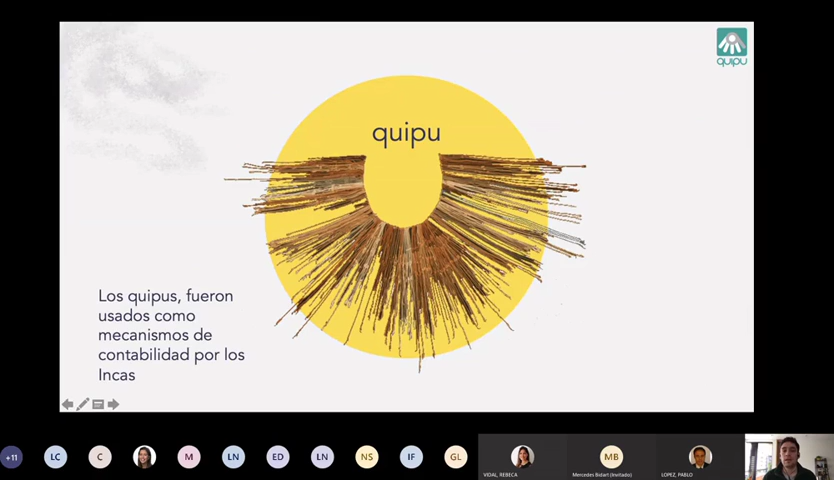 quipu
quipu
Los quipus, fueron
usados como
mecanismos de
contabilidad por los
Incas
+11
LC
C
M
LN
ED
LN
NS
IF
GL
VIDAL, REBECA
MB
Mercedes Bidart (Invitado)
LOPEZ, PABLO